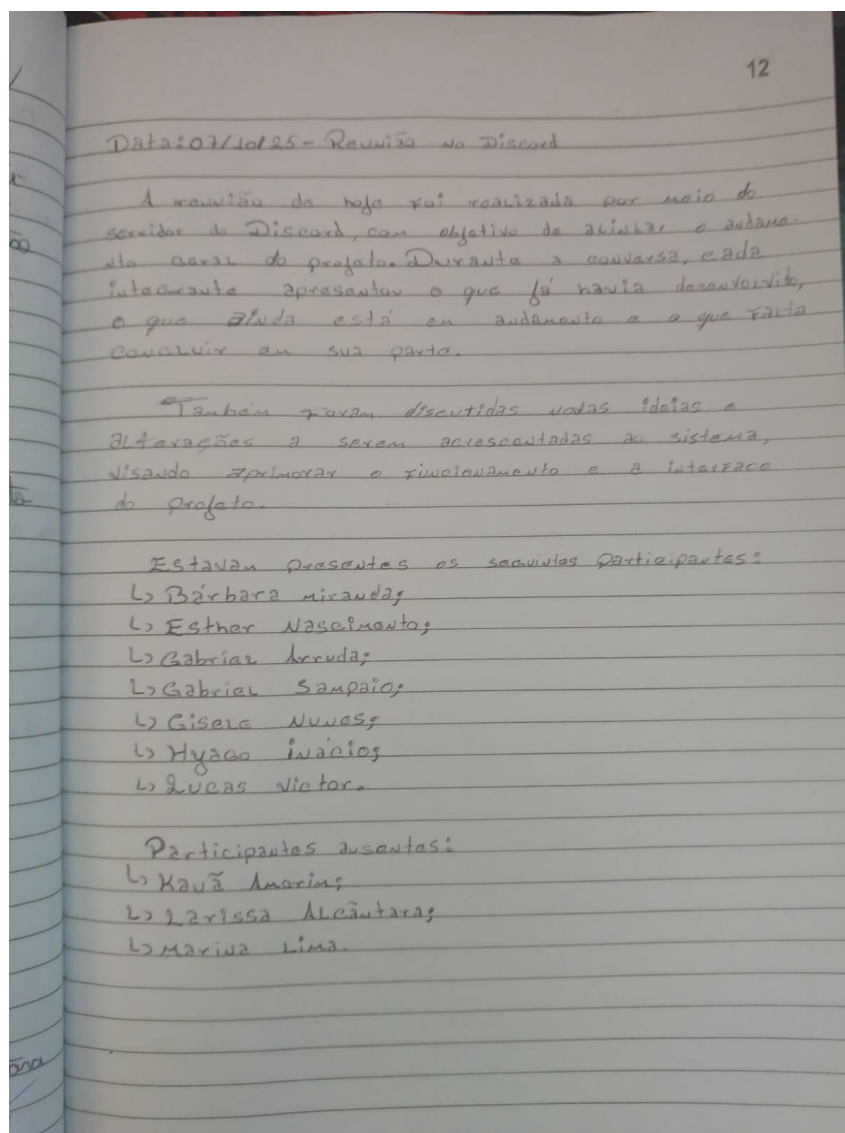 12
Data: 07/10/25 - Reunião no Discord
A reunião de hoje foi realizada por meio do
servidor do Discord, com objetivo de alinhar o andame-
nto geral do projeto. Durante a conversa, cada
integrante apresentou o que já havia desenvolvido,
o que ainda está em andamento e o que falta
concluir em sua parte.
Também foram discutidas novas ideias e
alterações a serem acrescentadas ao sistema,
visando aprimorar o funcionamento e a interface
do projeto.
Estavam presentes os seguintes participantes:
↳ Bárbara Miranda;
↳ Esther Nascimento;
↳ Gabriel Arruda;
↳ Gabriel Sampaio;
↳ Gisele Nunes;
↳ Hyago Inácio;
↳ Lucas Victor.
Participantes ausentes:
↳ Kauã Amorim;
↳ Larissa Alcântara;
↳ Marina Lima.